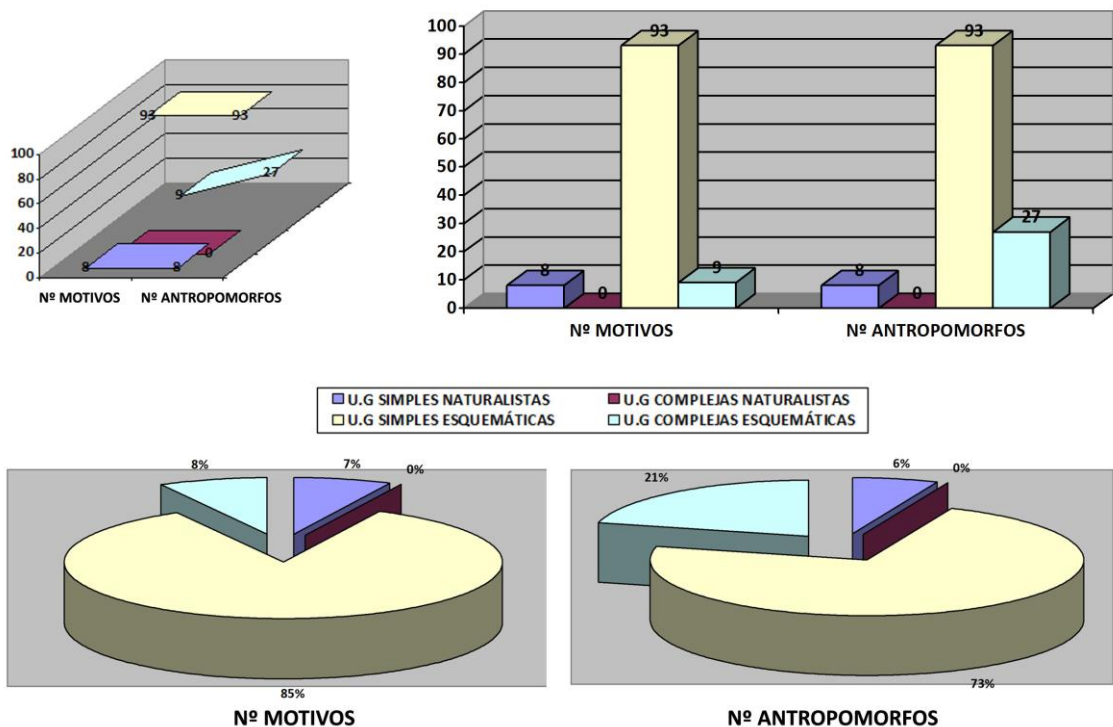 93 93
27
9
8 8 0
100
80
60
40
20
0
Nº MOTIVOS Nº ANTROPOMORFOS
100
90
80
70
60
50
40
30
20
10
0
8 0 93 9
8 0 93 27
Nº MOTIVOS Nº ANTROPOMORFOS
U.G SIMPLES NATURALISTAS U.G COMPLEJAS NATURALISTAS
U.G SIMPLES ESQUEMÁTICAS U.G COMPLEJAS ESQUEMÁTICAS
8% 7% 0%
85%
Nº MOTIVOS
21% 6% 0%
73%
Nº ANTROPOMORFOS